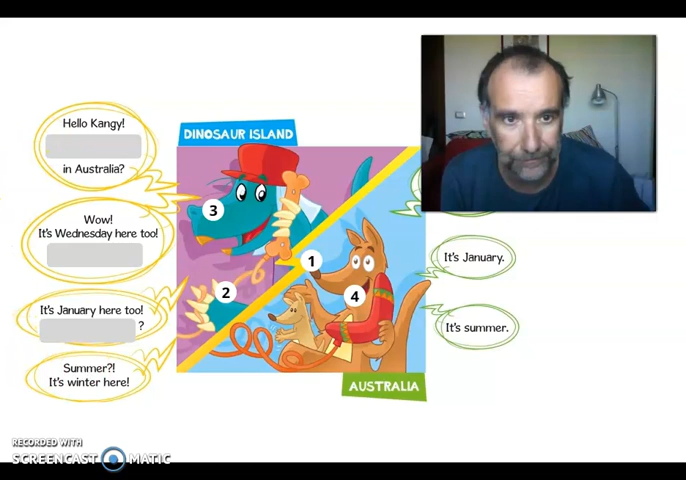 Hello Kangy!
in Australia?
Wow!
It's Wednesday here too!
It's January here too!
?
Summer?!
It's winter here!
DINOSAUR ISLAND
3
2
1
4
AUSTRALIA
It's January.
It's summer.
RECORDED WITH
SCREENCAST MATIC